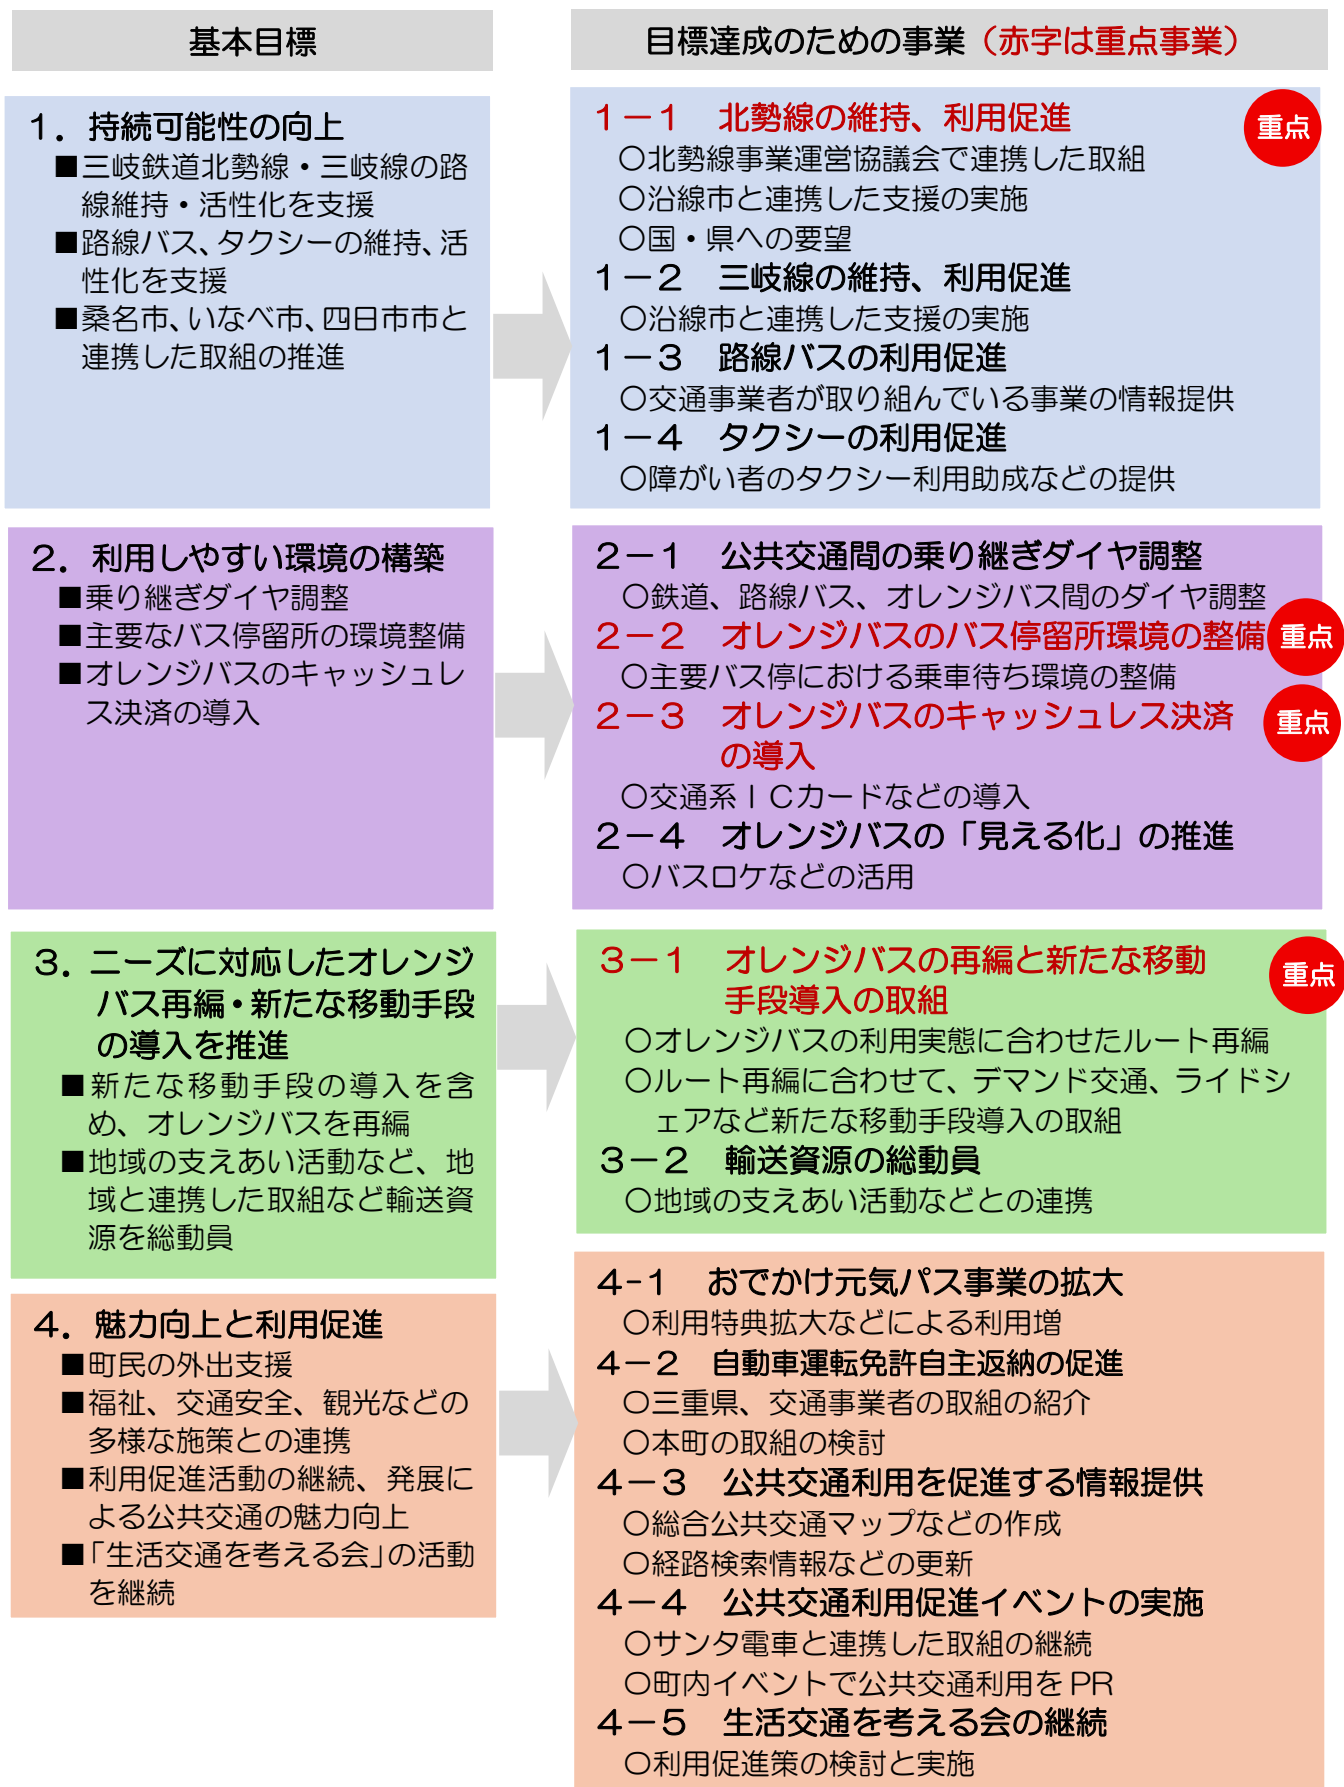 基本目標
目標達成のための事業（赤字は重点事業）
1．持続可能性の向上
■三岐鉄道北勢線・三岐線の路
線維持・活性化を支援
■路線バス、タクシーの維持、活
性化を支援
■桑名市、いなべ市、四日市市と
連携した取組の推進
1－1　北勢線の維持、利用促進
重点
○北勢線事業運営協議会で連携した取組
○沿線市と連携した支援の実施
○国・県への要望
1－2　三岐線の維持、利用促進
○沿線市と連携した支援の実施
1－3　路線バスの利用促進
○交通事業者が取り組んでいる事業の情報提供
1－4　タクシーの利用促進
○障がい者のタクシー利用助成などの提供
2．利用しやすい環境の構築
■乗り継ぎダイヤ調整
■主要なバス停留所の環境整備
■オレンジバスのキャッシュレ
ス決済の導入
2－1　公共交通間の乗り継ぎダイヤ調整
○鉄道、路線バス、オレンジバス間のダイヤ調整
2－2　オレンジバスのバス停留所環境の整備
重点
○主要バス停における乗車待ち環境の整備
2－3　オレンジバスのキャッシュレス決済
の導入
重点
○交通系ＩＣカードなどの導入
2－4　オレンジバスの「見える化」の推進
○バスロケなどの活用
3．ニーズに対応したオレンジ
バス再編・新たな移動手段
の導入を推進
■新たな移動手段の導入を含
め、オレンジバスを再編
■地域の支えあい活動など、地
域と連携した取組など輸送資
源を総動員
3－1　オレンジバスの再編と新たな移動
手段導入の取組
重点
○オレンジバスの利用実態に合わせたルート再編
○ルート再編に合わせて、デマンド交通、ライドシ
ェアなど新たな移動手段導入の取組
3－2　輸送資源の総動員
○地域の支えあい活動などとの連携
4．魅力向上と利用促進
■町民の外出支援
■福祉、交通安全、観光などの
多様な施策との連携
■利用促進活動の継続、発展に
よる公共交通の魅力向上
■「生活交通を考える会」の活動
を継続
4-1　おでかけ元気パス事業の拡大
○利用特典拡大などによる利用増
4－2　自動車運転免許自主返納の促進
○三重県、交通事業者の取組の紹介
○本町の取組の検討
4－3　公共交通利用を促進する情報提供
○総合公共交通マップなどの作成
○経路検索情報などの更新
4－4　公共交通利用促進イベントの実施
○サンタ電車と連携した取組の継続
○町内イベントで公共交通利用をPR
4－5　生活交通を考える会の継続
○利用促進策の検討と実施